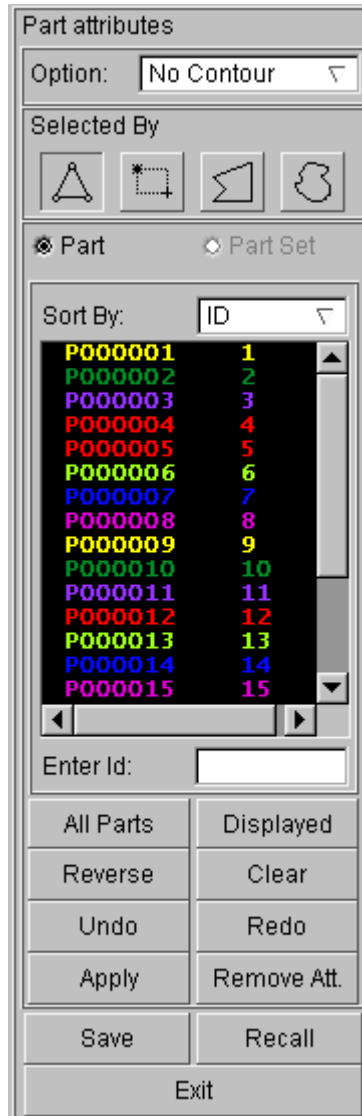 Part attributes
Option: No Contour
Selected By
Part Part Set
Sort By: ID
P000001 1
P000002 2
P000003 3
P000004 4
P000005 5
P000006 6
P000007 7
P000008 8
P000009 9
P000010 10
P000011 11
P000012 12
P000013 13
P000014 14
P000015 15
Enter Id:
All Parts Displayed
Reverse Clear
Undo Redo
Apply Remove Att.
Save Recall
Exit